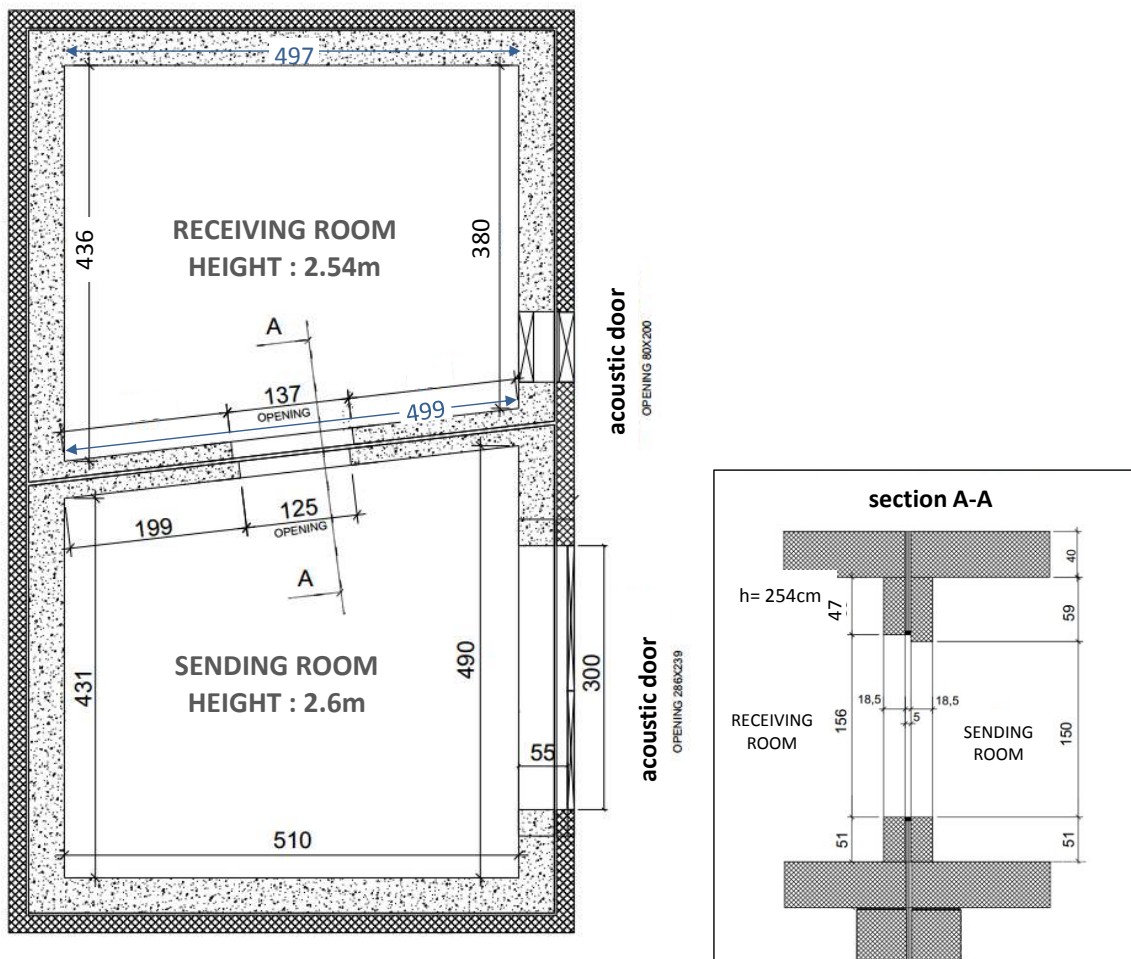 497
436
380
RECEIVING ROOM
HEIGHT : 2.54m
A
137
OPENING
499
acoustic door
OPENING 80X200
199
125
OPENING
A
SENDING ROOM
HEIGHT : 2.6m
431
490
300
55
510
acoustic door
OPENING 286X239
section A-A
40
h= 254cm
47
59
18,5
5
18,5
156
150
RECEIVING
ROOM
SENDING
ROOM
51
51